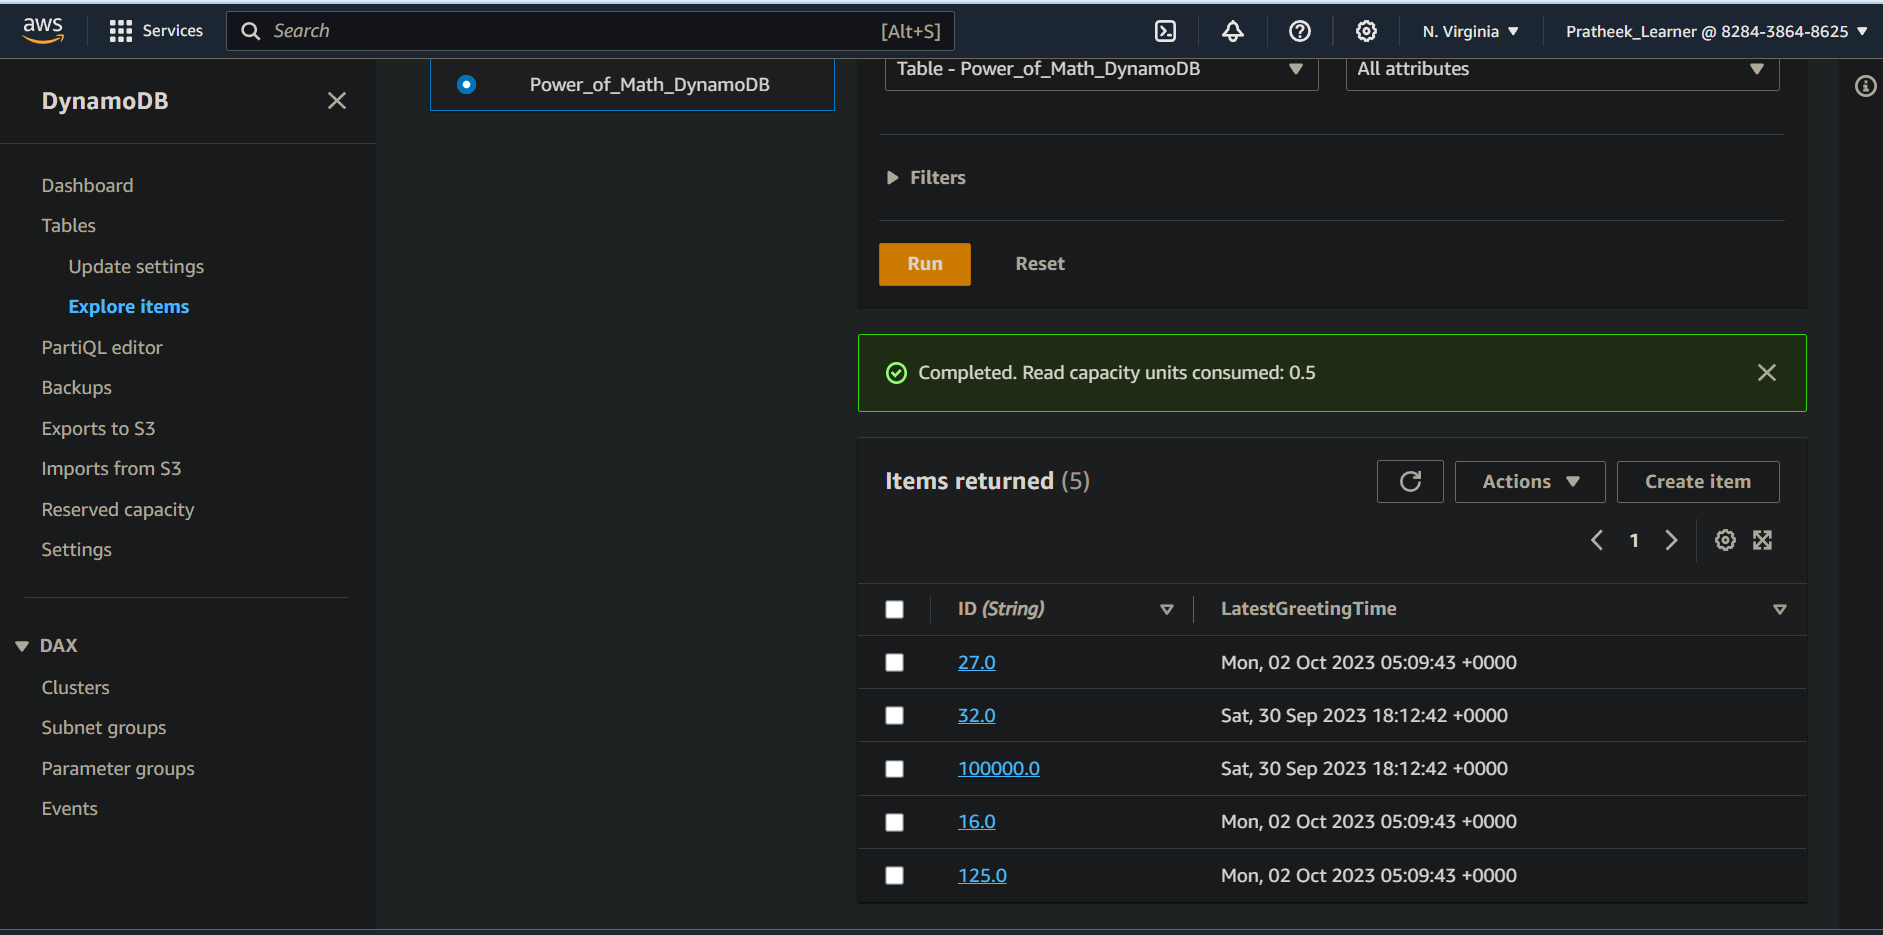 aws
Services
Search
[Alt+S]
N. Virginia
Pratheek_Learner @ 8284-3864-8625
DynamoDB
Dashboard
Tables
Update settings
Explore items
PartiQL editor
Backups
Exports to S3
Imports from S3
Reserved capacity
Settings
DAX
Clusters
Subnet groups
Parameter groups
Events
Power_of_Math_DynamoDB
Table - Power_of_Math_DynamoDB
All attributes
Filters
Run
Reset
Completed. Read capacity units consumed: 0.5
Items returned (5)
Actions
Create item
1
ID (String) LatestGreetingTime
27.0 Mon, 02 Oct 2023 05:09:43 +0000
32.0 Sat, 30 Sep 2023 18:12:42 +0000
100000.0 Sat, 30 Sep 2023 18:12:42 +0000
16.0 Mon, 02 Oct 2023 05:09:43 +0000
125.0 Mon, 02 Oct 2023 05:09:43 +0000